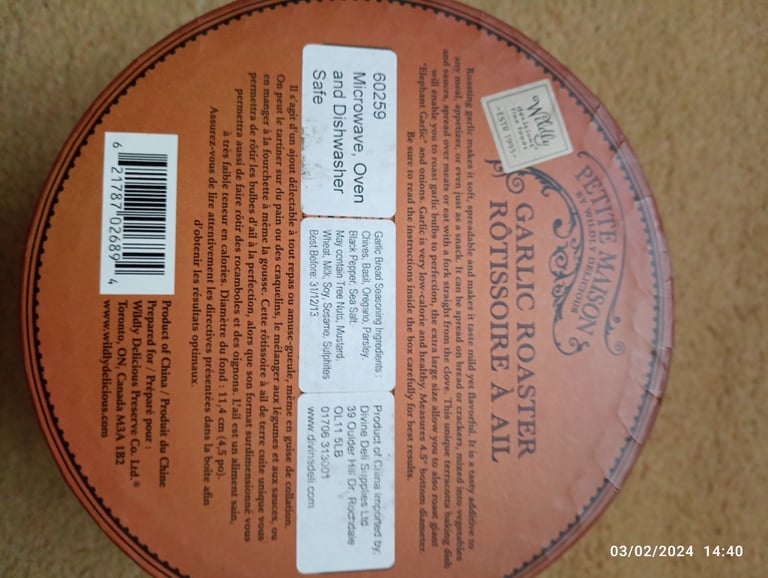 PETITE MAISON
BY WILDLY DELICIOUS
Wildly
delicious
fine foods
~ESTD 1993~
GARLIC ROASTER
RÔTISSOIRE À AIL
Roasting garlic makes it soft, spreadable and makes it taste mild yet flavorful. It is a tasty additive to
any meal, appetizer, or even just as a snack. It can be spread on bread or crackers, mixed into vegetables
and sauces, spread over meats or eat with a fork straight from the clove. This unique terracotta baking dish
will enable you to roast garlic bulbs to perfection, the extra large size allow you to also roast giant
"Elephant Garlic" and onions. Garlic is very low-calorie and healthy. Measures 4.5" bottom diameter.
Be sure to read the instructions inside the box carefully for best results.
60259
Microwave, Oven
and Dishwasher
Safe
Garlic Bread Seasoning Ingredients :
Chives, Basil, Oregano, Parsley,
Black Pepper, Sea Salt.
May contain Tree Nuts, Mustard,
Wheat, Milk, Soy, Sesame, Sulphites
Best Before: 31/12/13
Product of China imported by:
Divine Deli Supplies Ltd
39 Oulder Hill Dr, Rochdale
OL11 5LB
01706 313001
www.divinedeli.com
Il s'agit d'un ajout délectable à tout repas ou amuse-gueule, même en guise de collation.
On peut le tartiner sur du pain ou des craquelins, le mélanger aux légumes et aux sauces, ou
en manger à la fourchette à même la gousse. Cette rôtissoire à ail de terre cuite unique vous
permettra de rôtir les bulbes d'ail à la perfection, alors que son format surdimensionné vous
permettra aussi de faire rôtir des rocamboles et des oignons. L'ail est un aliment sain,
à très faible teneur en calories. Diamètre du fond : 11,4 cm (4,5 po).
Assurez-vous de lire attentivement les directives présentées dans la boîte afin
d'obtenir les résultats optimaux.
6 21787 02689 4
Product of China / Produit du Chine
Prepared for / Préparé pour :
Wildly Delicious Preserve Co. Ltd.®
Toronto, ON, Canada M3A 1B2
www.wildlydelicious.com
03/02/2024 14:40